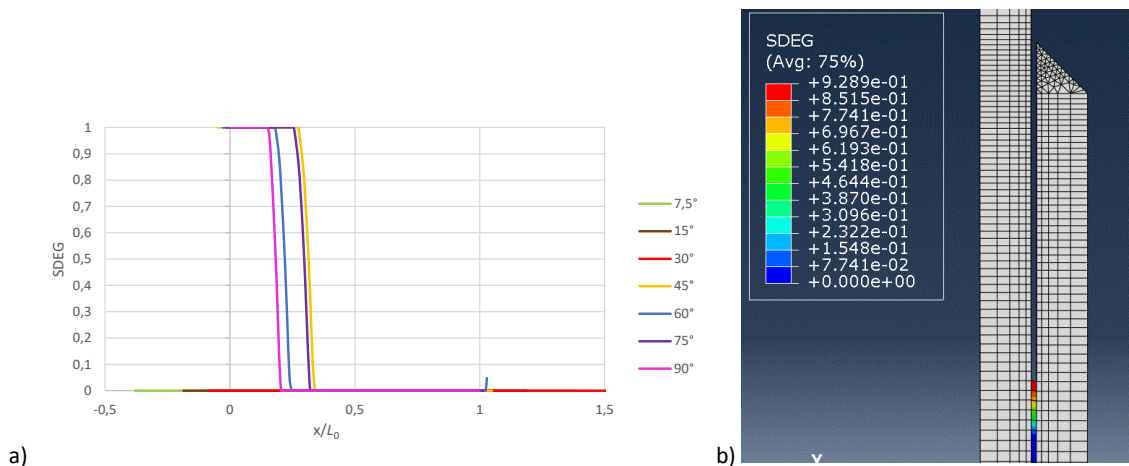 SDEG
1
0,9
0,8
0,7
0,6
0,5
0,4
0,3
0,2
0,1
0
-0,5
0
0,5
1
1,5
x/L₀
7,5°
15°
30°
45°
60°
75°
90°
a)
SDEG
(Avg: 75%)
+9.289e-01
+8.515e-01
+7.741e-01
+6.967e-01
+6.193e-01
+5.418e-01
+4.644e-01
+3.870e-01
+3.096e-01
+2.322e-01
+1.548e-01
+7.741e-02
+0.000e+00
Y
b)